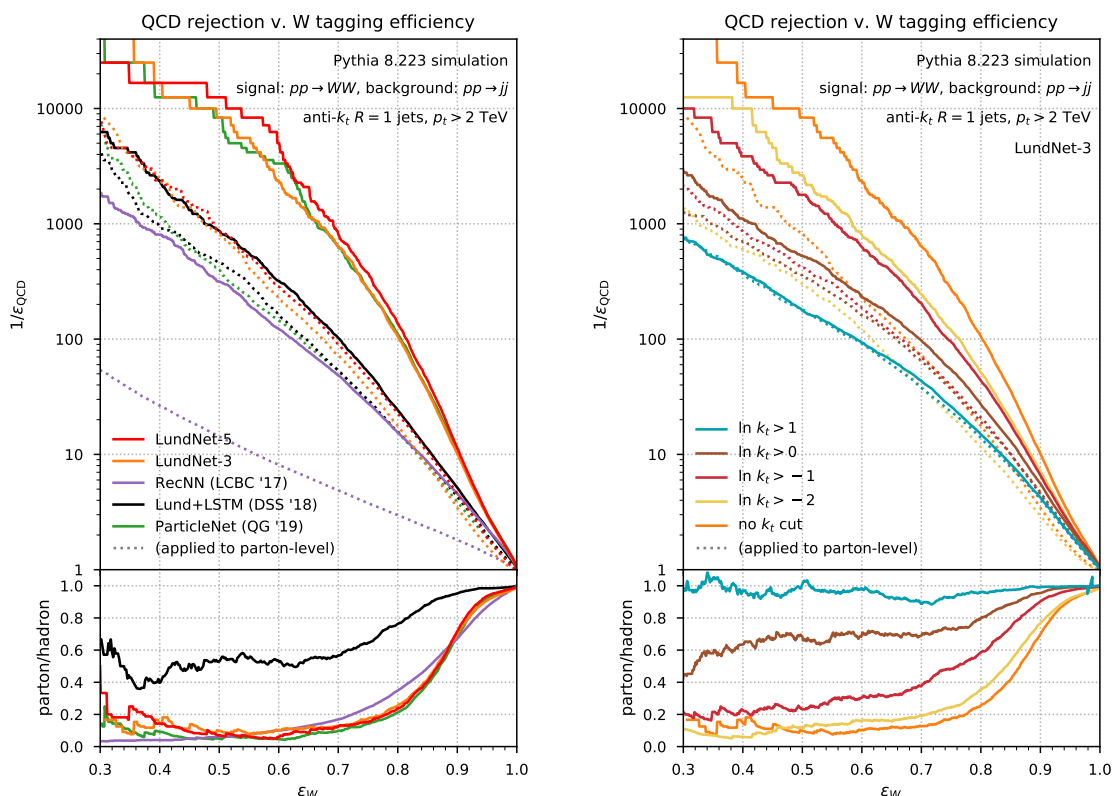 QCD rejection v. W tagging efficiency
Pythia 8.223 simulation
signal: pp→WW, background: pp→jj
anti-kₜ R = 1 jets, pₜ > 2 TeV
10000
1000
100
10
1
1/εQCD
LundNet-5
LundNet-3
RecNN (LCBC '17)
Lund+LSTM (DSS '18)
ParticleNet (QG '19)
(applied to parton-level)
1.0
0.8
0.6
0.4
0.2
0.0
parton/hadron
0.3 0.4 0.5 0.6 0.7 0.8 0.9 1.0
εW
QCD rejection v. W tagging efficiency
Pythia 8.223 simulation
signal: pp→WW, background: pp→jj
anti-kₜ R = 1 jets, pₜ > 2 TeV
LundNet-3
10000
1000
100
10
1
1/εQCD
ln kₜ > 1
ln kₜ > 0
ln kₜ > −1
ln kₜ > −2
no kₜ cut
(applied to parton-level)
1.0
0.8
0.6
0.4
0.2
0.0
parton/hadron
0.3 0.4 0.5 0.6 0.7 0.8 0.9 1.0
εW